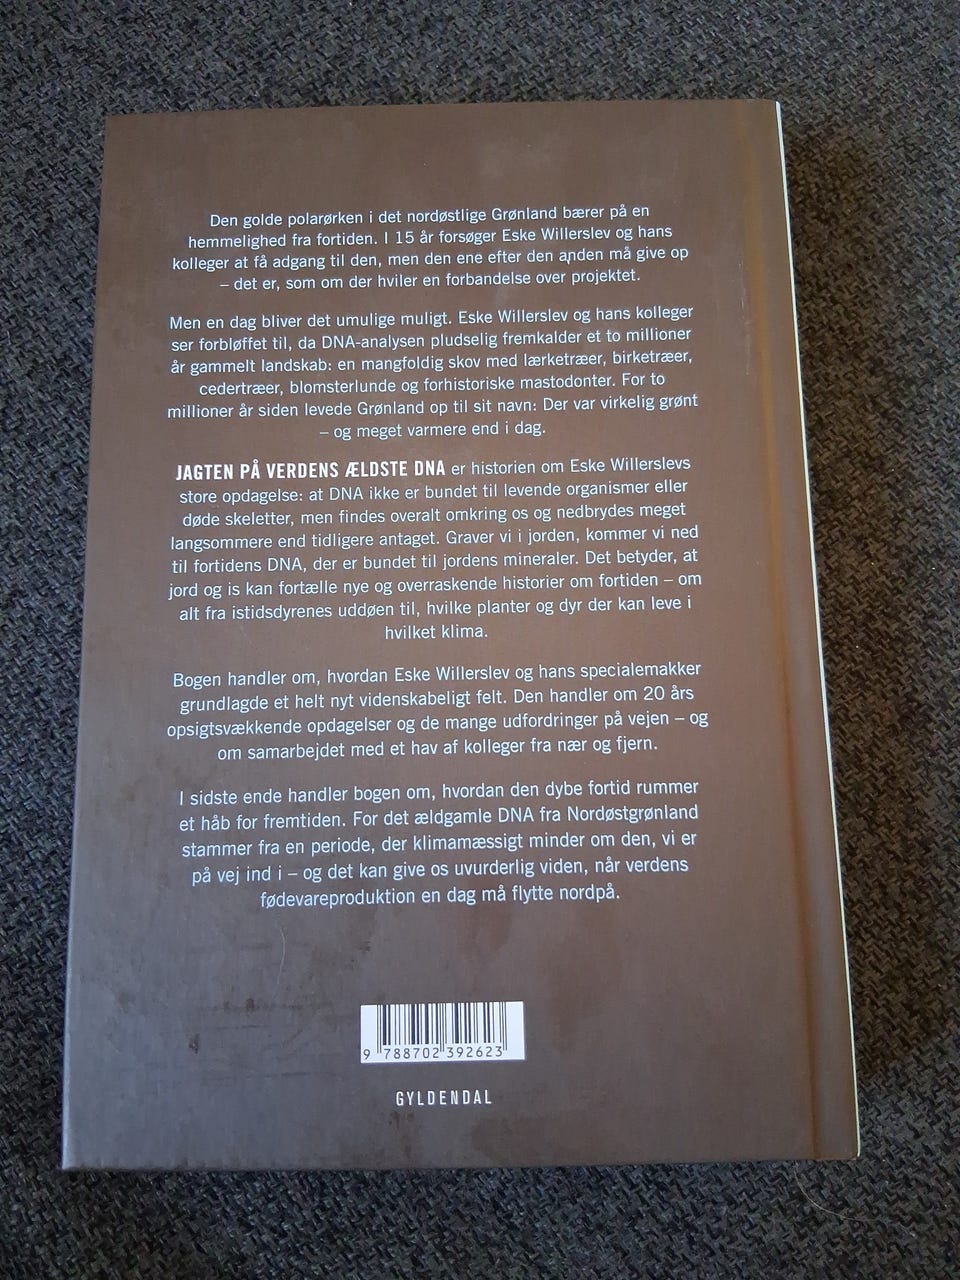 Den golde polarørken i det nordøstlige Grønland bærer på en
hemmelighed fra fortiden. I 15 år forsøger Eske Willerslev og hans
kolleger at få adgang til den, men den ene efter den anden må give op
– det er, som om der hviler en forbandelse over projektet.
Men en dag bliver det umulige muligt. Eske Willerslev og hans kolleger
ser forbløffet til, da DNA-analysen pludselig fremkalder et to millioner
år gammelt landskab: en mangfoldig skov med lærketræer, birketræer,
cedertræer, blomsterlunde og forhistoriske mastodonter. For to
millioner år siden levede Grønland op til sit navn: Der var virkelig grønt
– og meget varmere end i dag.
JAGTEN PÅ VERDENS ÆLDSTE DNA er historien om Eske Willerslevs
store opdagelse: at DNA ikke er bundet til levende organismer eller
døde skeletter, men findes overalt omkring os og nedbrydes meget
langsommere end tidligere antaget. Graver vi i jorden, kommer vi ned
til fortidens DNA, der er bundet til jordens mineraler. Det betyder, at
jord og is kan fortælle nye og overraskende historier om fortiden – om
alt fra istidsdyrenes uddøen til, hvilke planter og dyr der kan leve i
hvilket klima.
Bogen handler om, hvordan Eske Willerslev og hans specialemakker
grundlagde et helt nyt videnskabeligt felt. Den handler om 20 års
opsigtsvækkende opdagelser og de mange udfordringer på vejen – og
om samarbejdet med et hav af kolleger fra nær og fjern.
I sidste ende handler bogen om, hvordan den dybe fortid rummer
et håb for fremtiden. For det ældgamle DNA fra Nordøstgrønland
stammer fra en periode, der klimamæssigt minder om den, vi er
på vej ind i – og det kan give os uvurderlig viden, når verdens
fødevareproduktion en dag må flytte nordpå.
9 788702 392623
GYLDENDAL